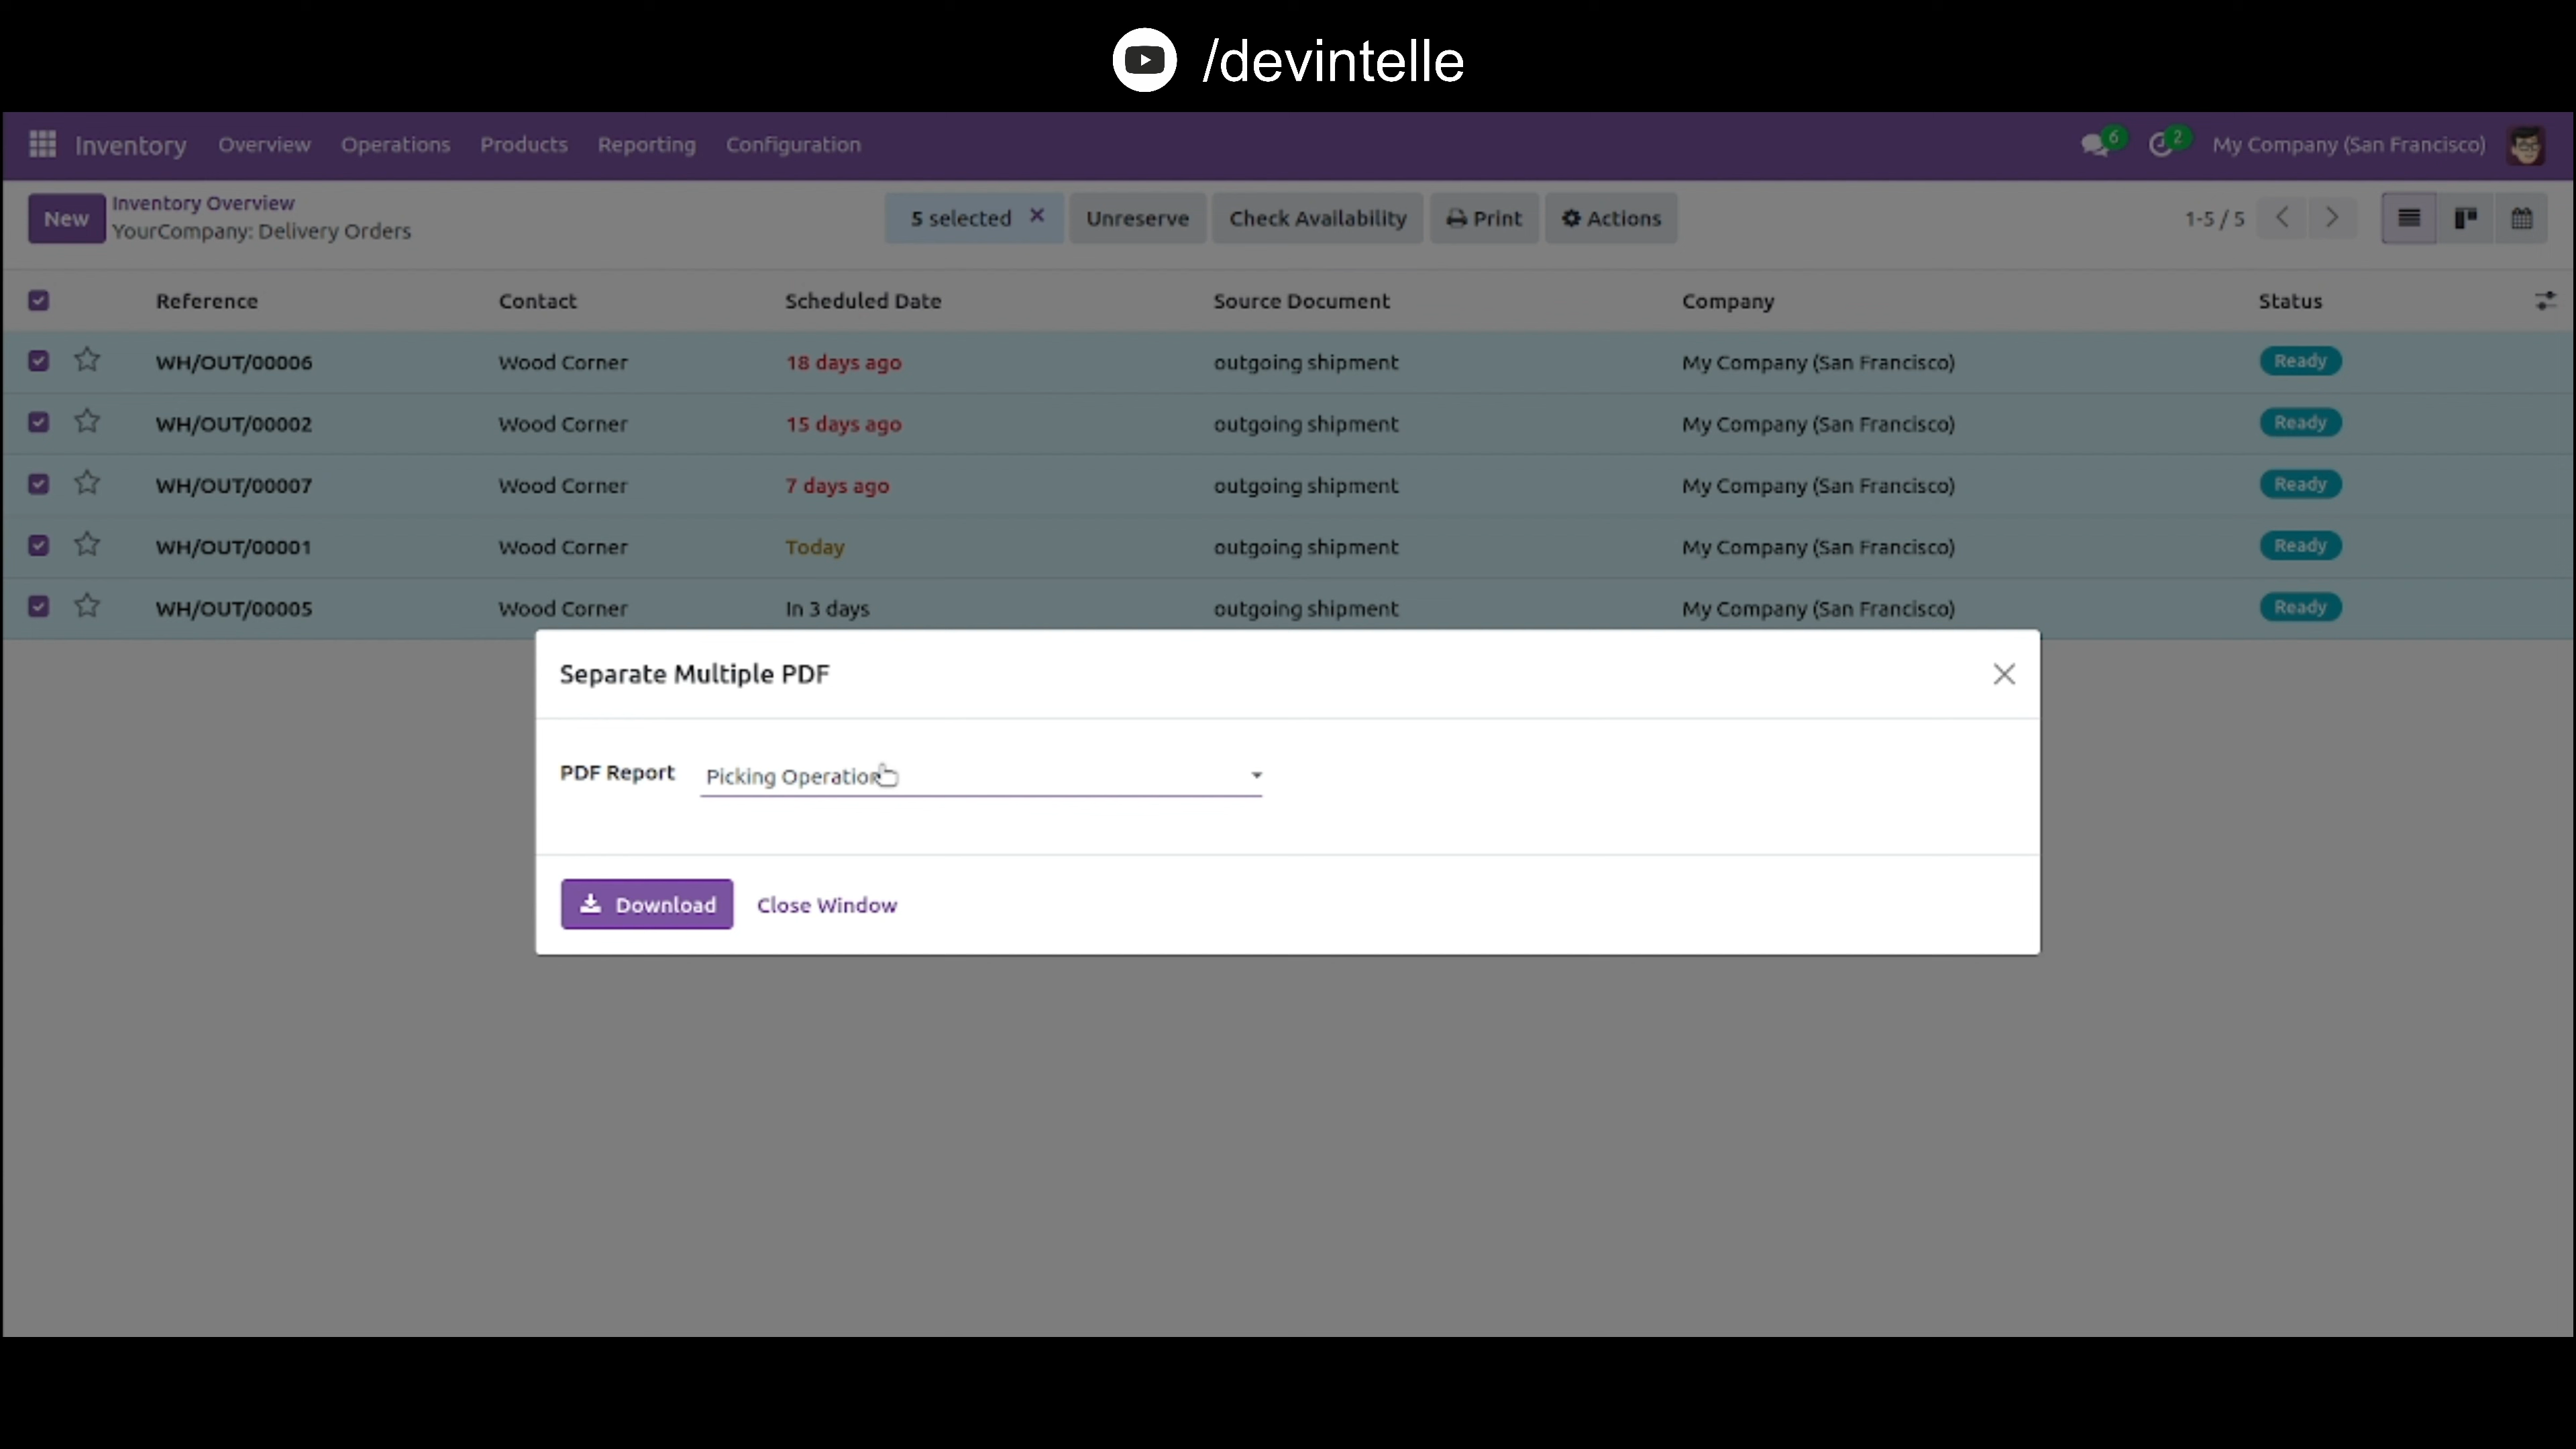 /devintelle
Inventory Overview Operations Products Reporting Configuration 6 2 My Company (San Francisco)
New Inventory Overview
YourCompany: Delivery Orders
5 selected × Unreserve Check Availability Print Actions 1-5 / 5
Reference Contact Scheduled Date Source Document Company Status
WH/OUT/00006 Wood Corner 18 days ago outgoing shipment My Company (San Francisco) Ready
WH/OUT/00002 Wood Corner 15 days ago outgoing shipment My Company (San Francisco) Ready
WH/OUT/00007 Wood Corner 7 days ago outgoing shipment My Company (San Francisco) Ready
WH/OUT/00001 Wood Corner Today outgoing shipment My Company (San Francisco) Ready
WH/OUT/00005 Wood Corner In 3 days outgoing shipment My Company (San Francisco) Ready
Separate Multiple PDF
PDF Report Picking Operation
Download Close Window